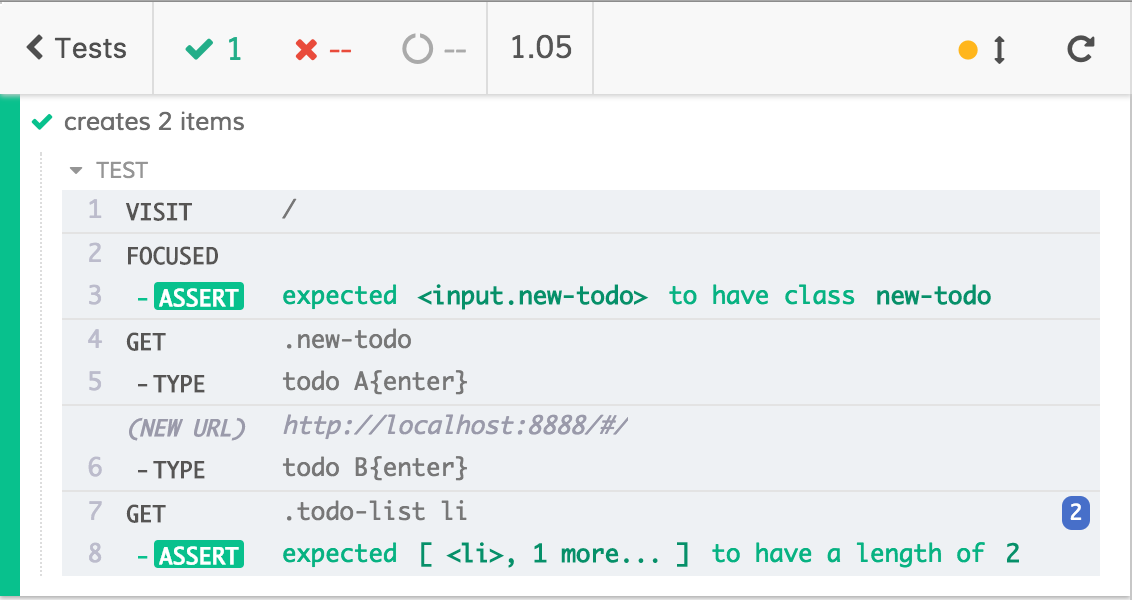 Tests 1 -- -- 1.05
creates 2 items
TEST
1 VISIT /
2 FOCUSED
3 -ASSERT expected <input.new-todo> to have class new-todo
4 GET .new-todo
5 -TYPE todo A{enter}
(NEW URL) http://localhost:8888/#/
6 -TYPE todo B{enter}
7 GET .todo-list li 2
8 -ASSERT expected [ <li>, 1 more... ] to have a length of 2